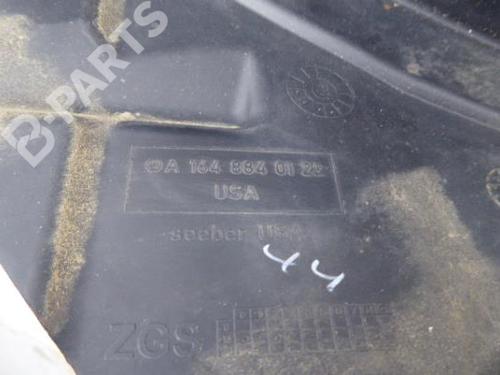 B-PARTS
A 164 884 01 22
USA
seeber USA
44
ZGS